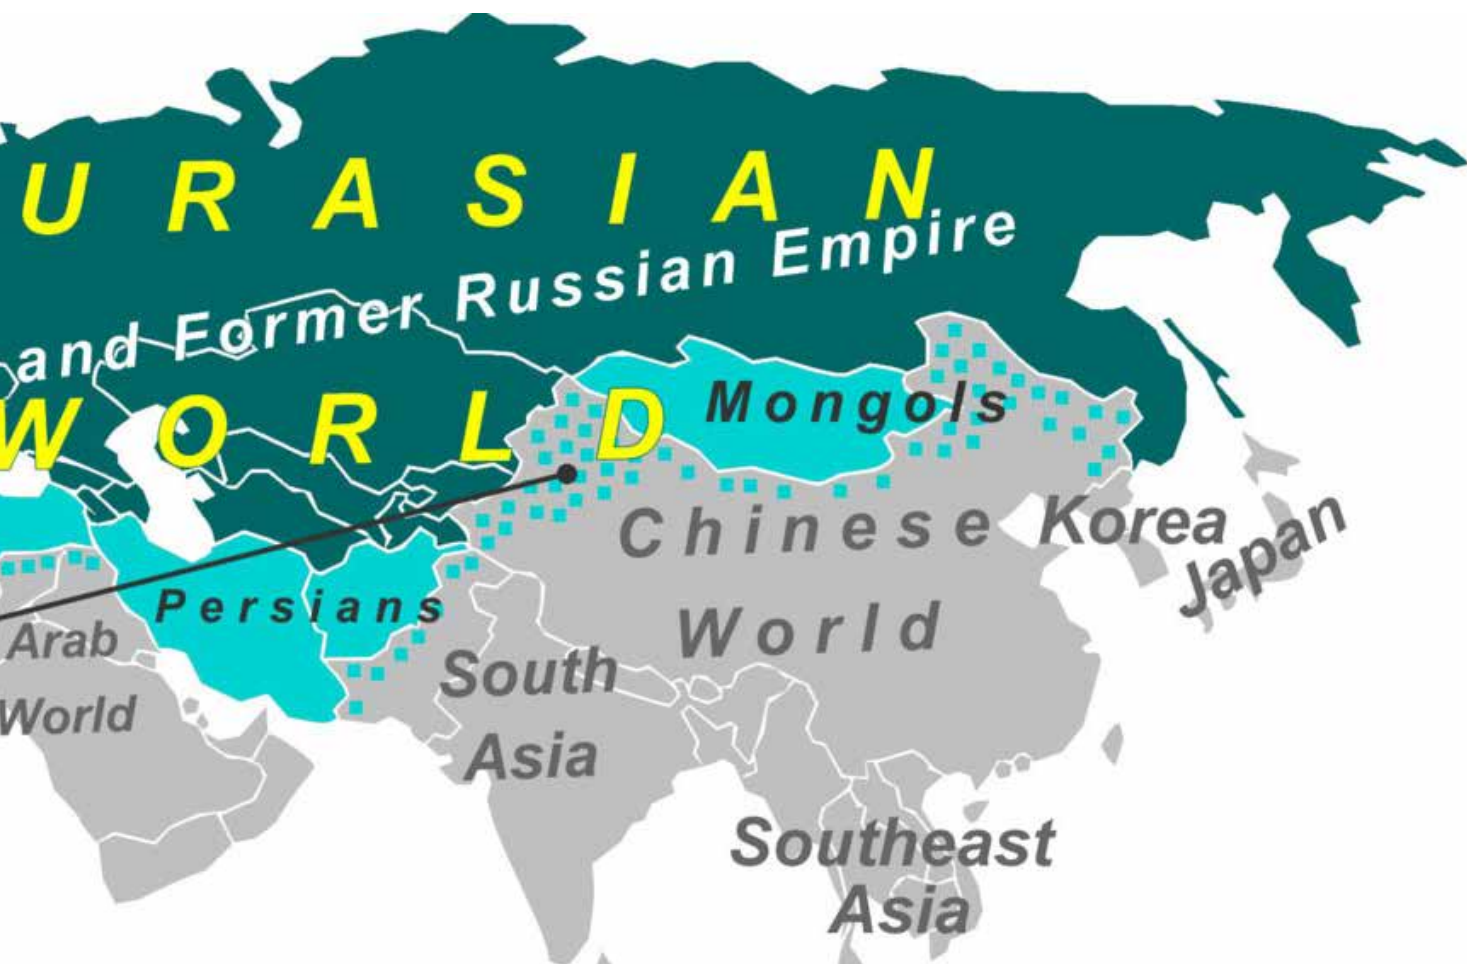 URASIAN
and Former Russian Empire
WORLD
Mongols
Chinese
World
Korea
Japan
Persians
Arab
World
South
Asia
Southeast
Asia